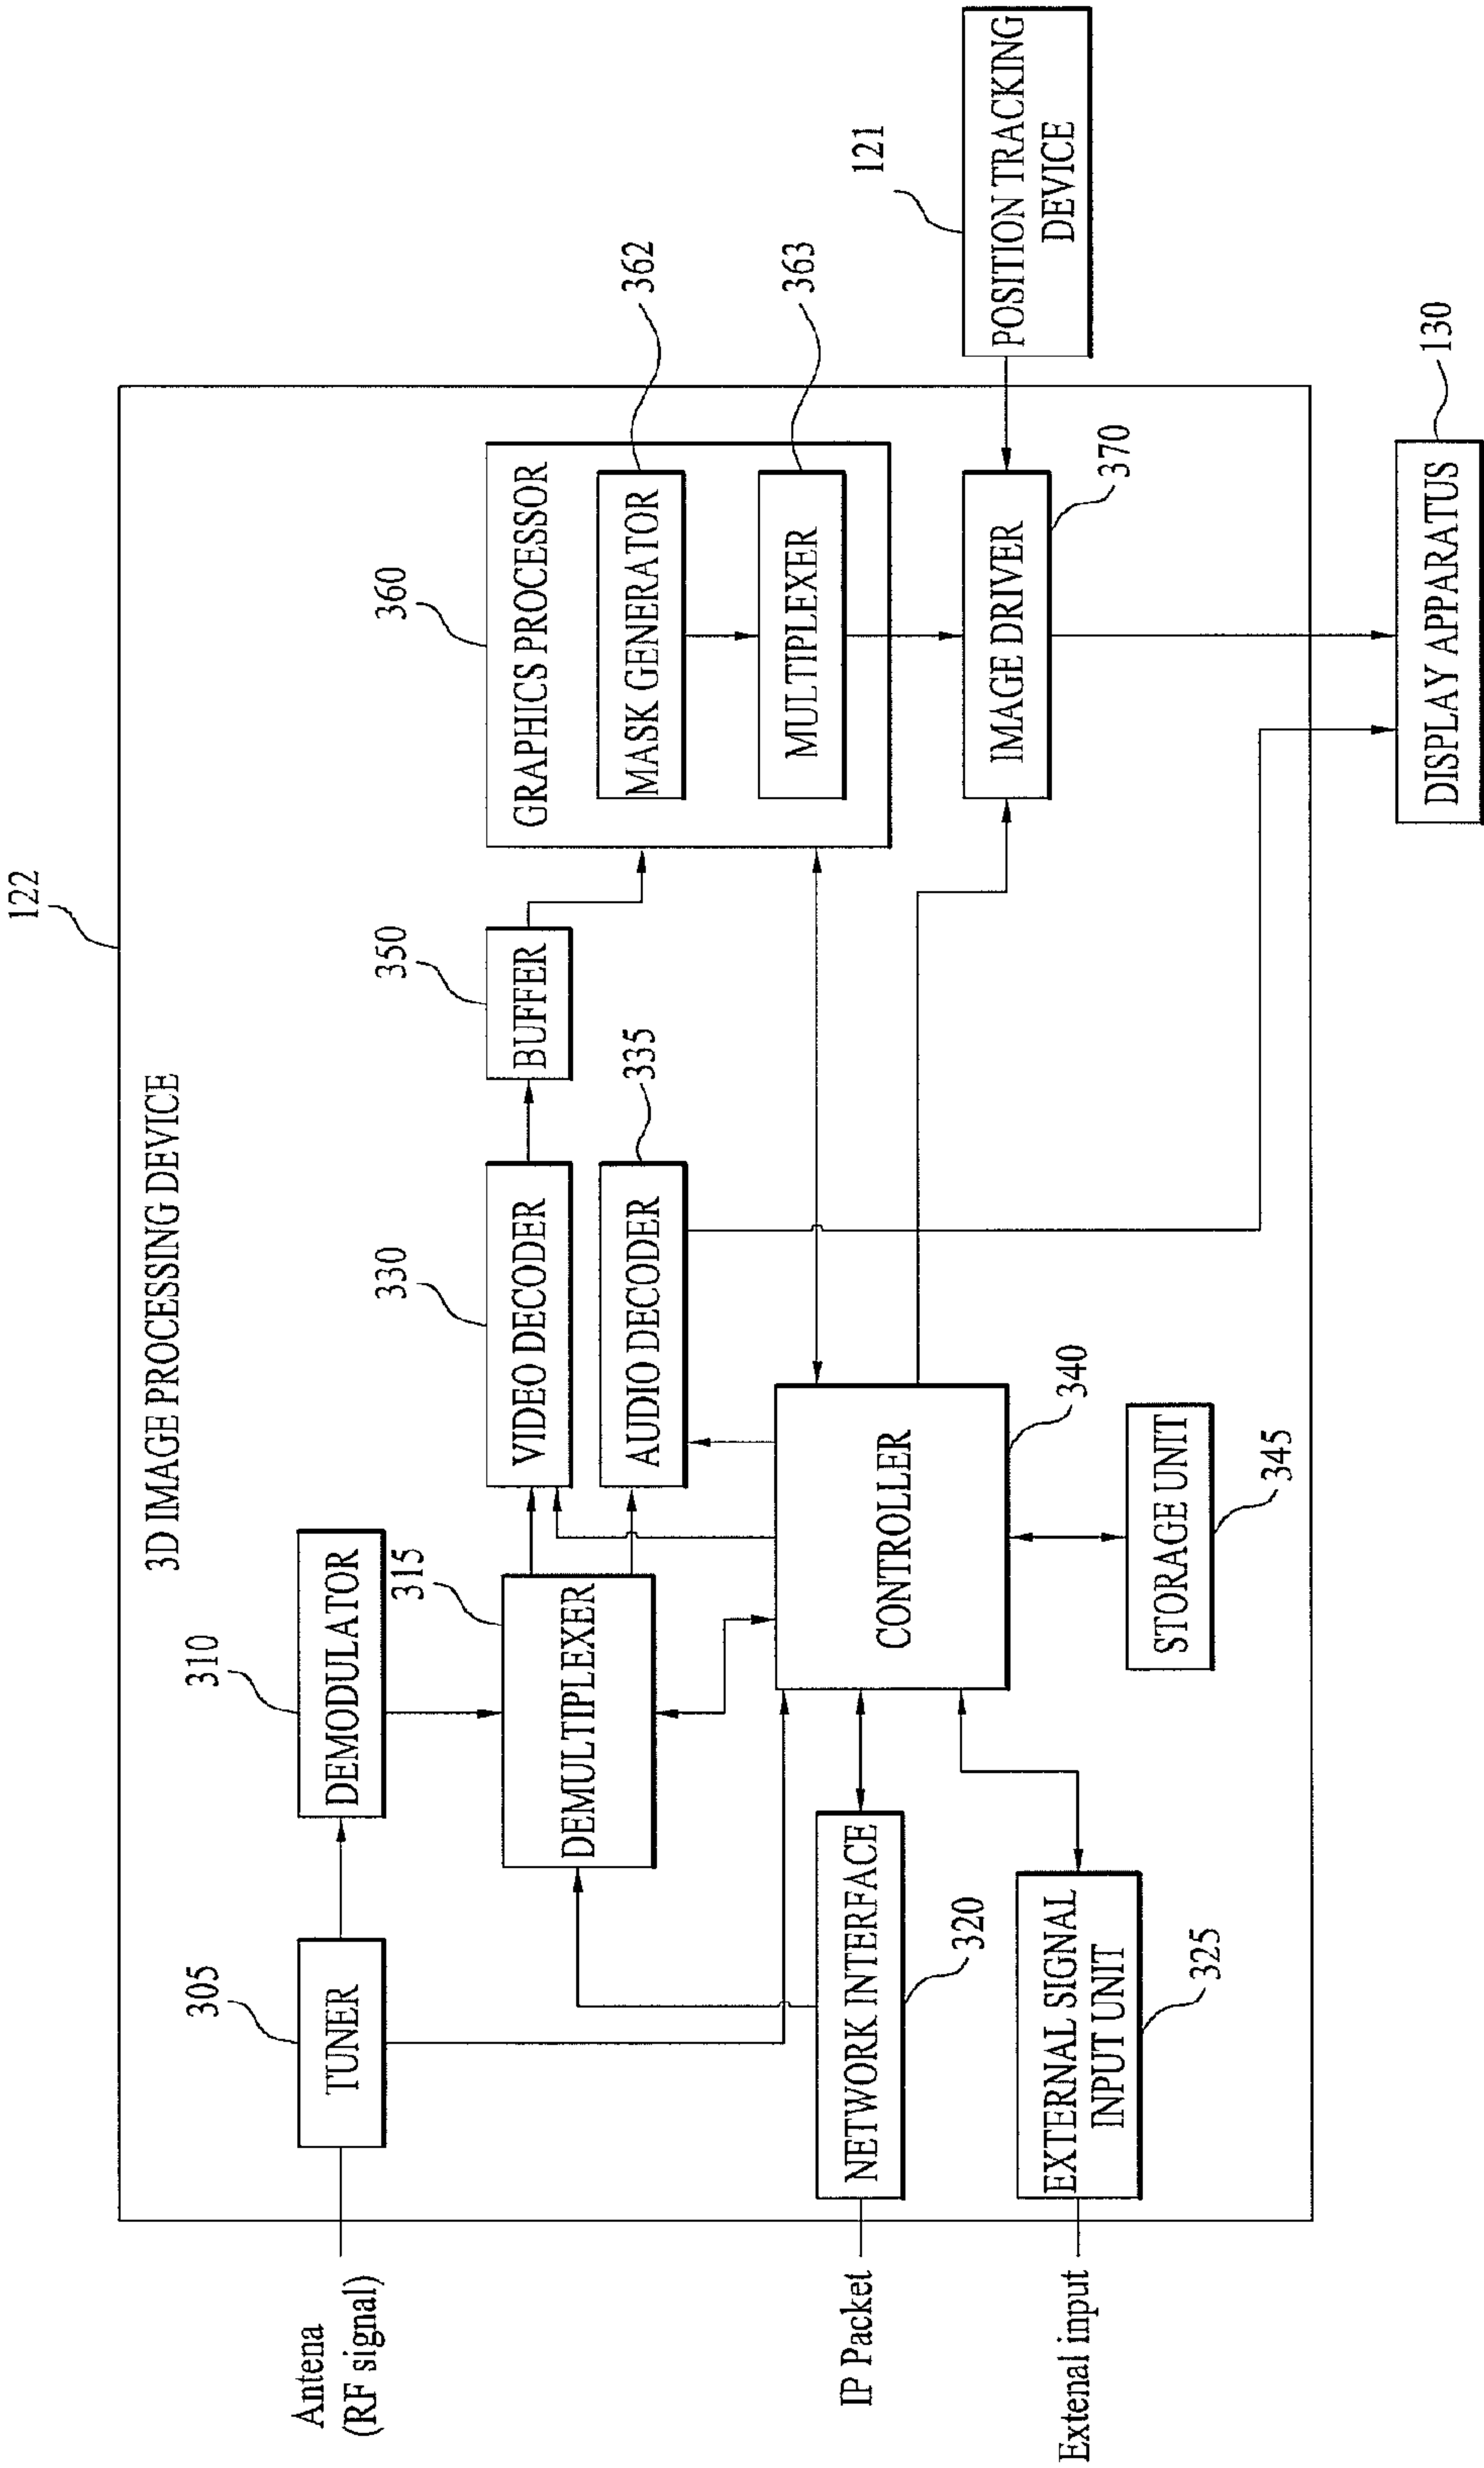 122
3D IMAGE PROCESSING DEVICE
Antena
(RF signal)
305
TUNER
310
DEMODULATOR
315
DEMULTIPLEXER
330
VIDEO DECODER
335
AUDIO DECODER
350
BUFFER
360
GRAPHICS PROCESSOR
MASK GENERATOR
362
MULTIPLEXER
363
IP Packet
NETWORK INTERFACE
320
CONTROLLER
340
IMAGE DRIVER
370
121
POSITION TRACKING
DEVICE
Extenal input
EXTERNAL SIGNAL
INPUT UNIT
325
STORAGE UNIT
345
DISPLAY APPARATUS
130